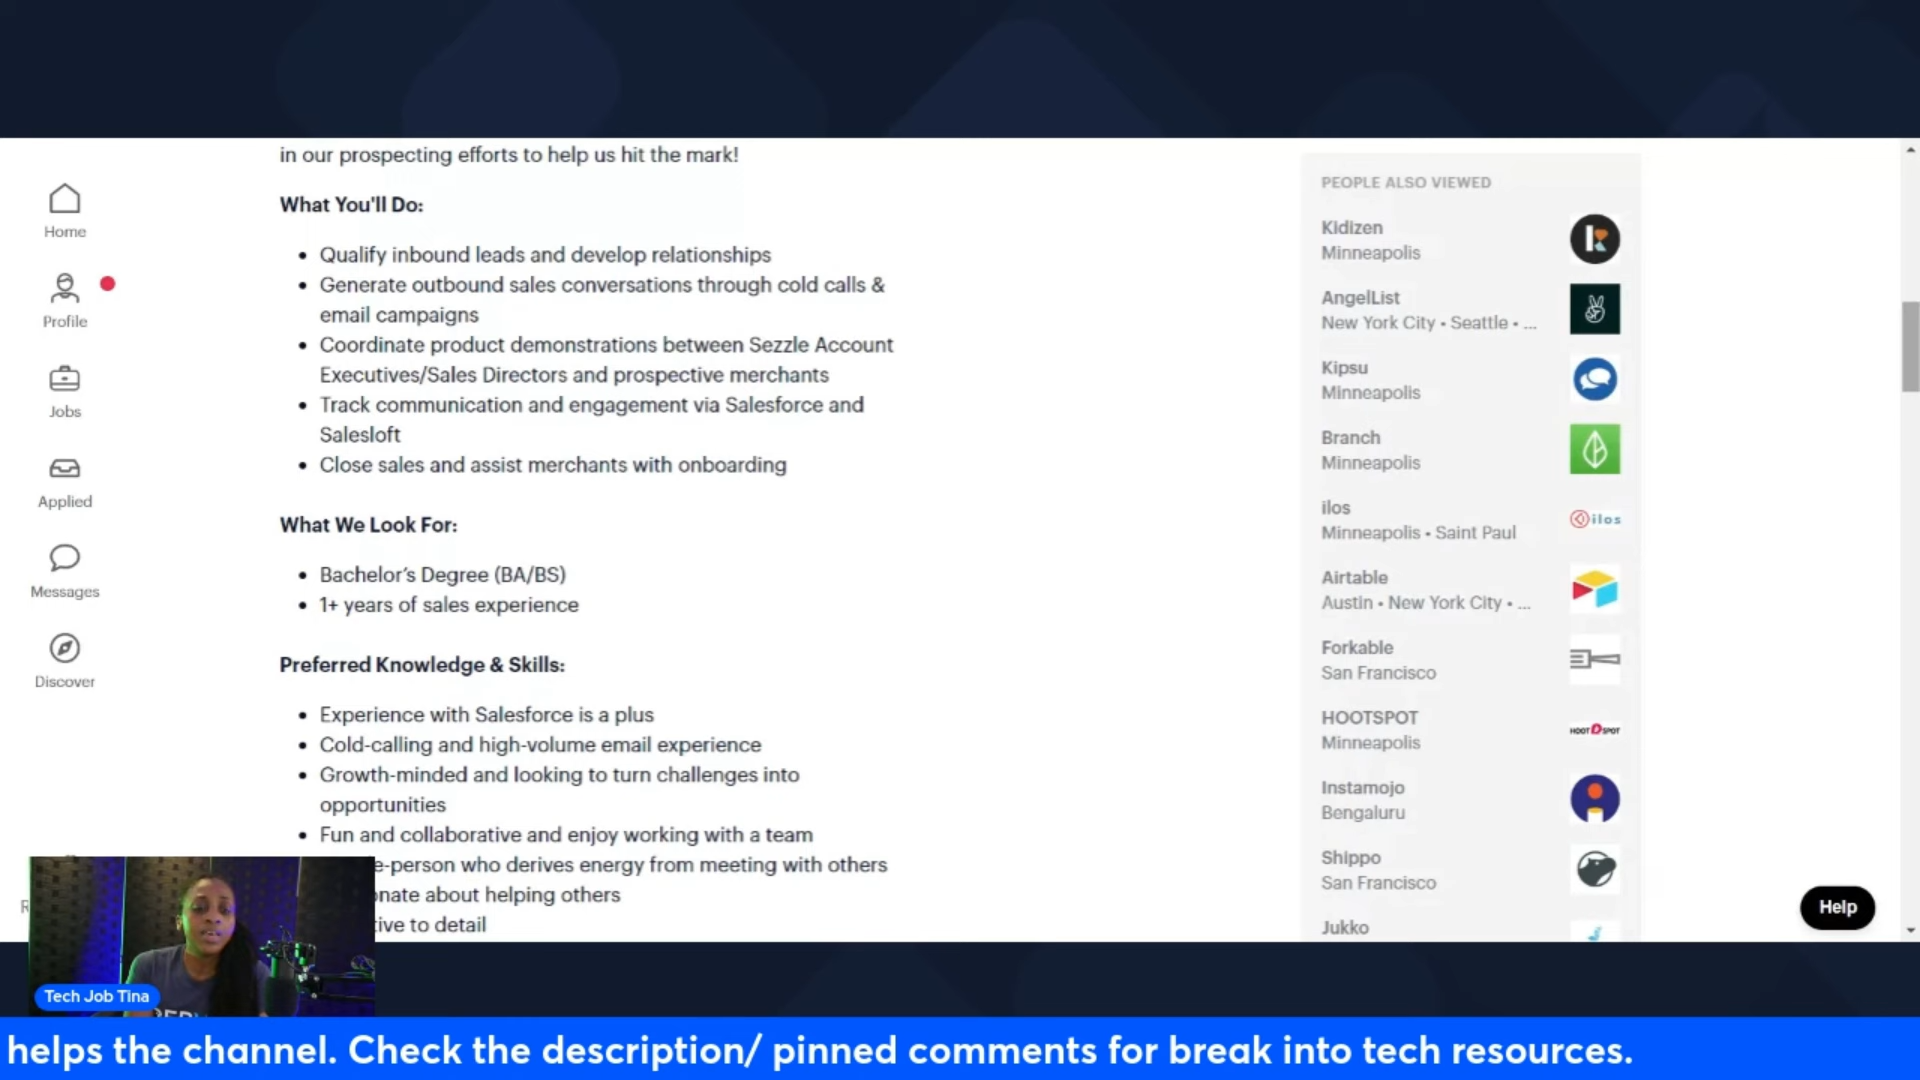 in our prospecting efforts to help us hit the mark!
What You'll Do:
Qualify inbound leads and develop relationships
Generate outbound sales conversations through cold calls &
email campaigns
Coordinate product demonstrations between Sezzle Account
Executives/Sales Directors and prospective merchants
Track communication and engagement via Salesforce and
Salesloft
Close sales and assist merchants with onboarding
What We Look For:
Bachelor’s Degree (BA/BS)
1+ years of sales experience
Preferred Knowledge & Skills:
Experience with Salesforce is a plus
Cold-calling and high-volume email experience
Growth-minded and looking to turn challenges into
opportunities
Fun and collaborative and enjoy working with a team
e-person who derives energy from meeting with others
nate about helping others
tive to detail
Home
Profile
Jobs
Applied
Messages
Discover
PEOPLE ALSO VIEWED
Kidizen
Minneapolis
AngelList
New York City • Seattle • ...
Kipsu
Minneapolis
Branch
Minneapolis
ilos
Minneapolis • Saint Paul
ilos
Airtable
Austin • New York City • ...
Forkable
San Francisco
HOOTSPOT
Minneapolis
HOOT D SPOT
Instamojo
Bengaluru
Shippo
San Francisco
Jukko
Help
Tech Job Tina
helps the channel. Check the description/ pinned comments for break into tech resources.